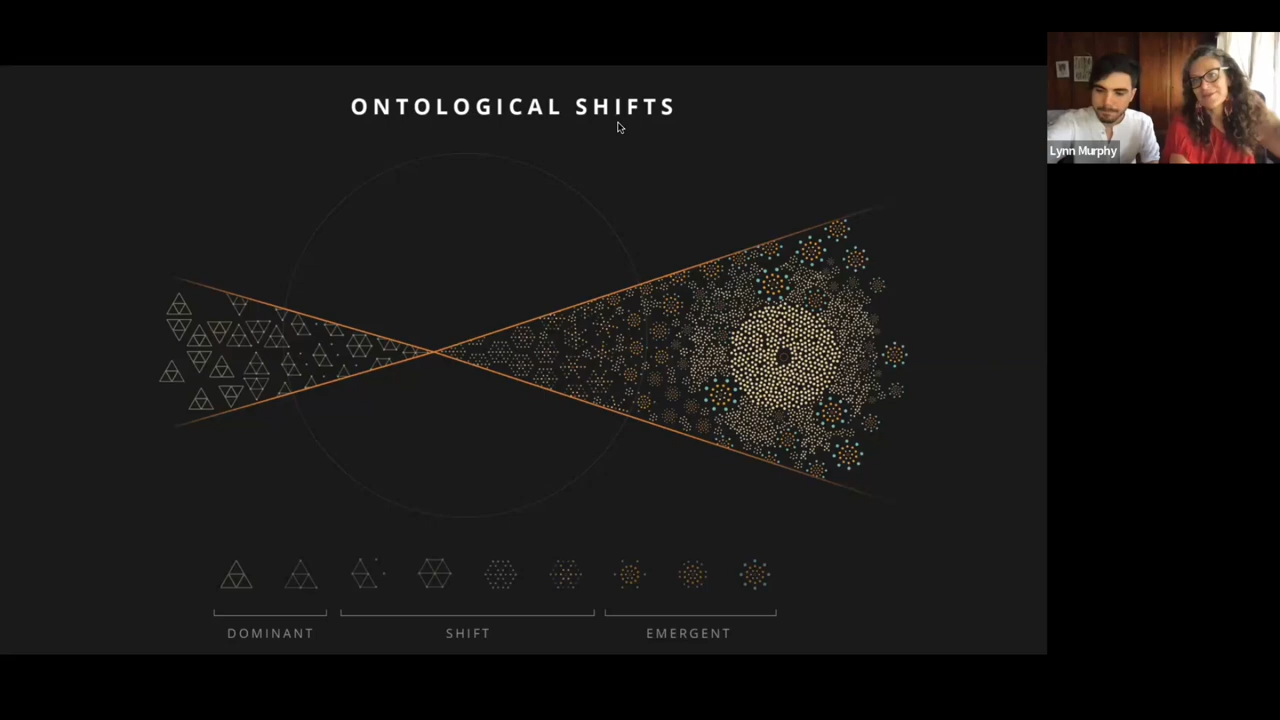 ONTOLOGICAL SHIFTS
Lynn Murphy
DOMINANT
SHIFT
EMERGENT